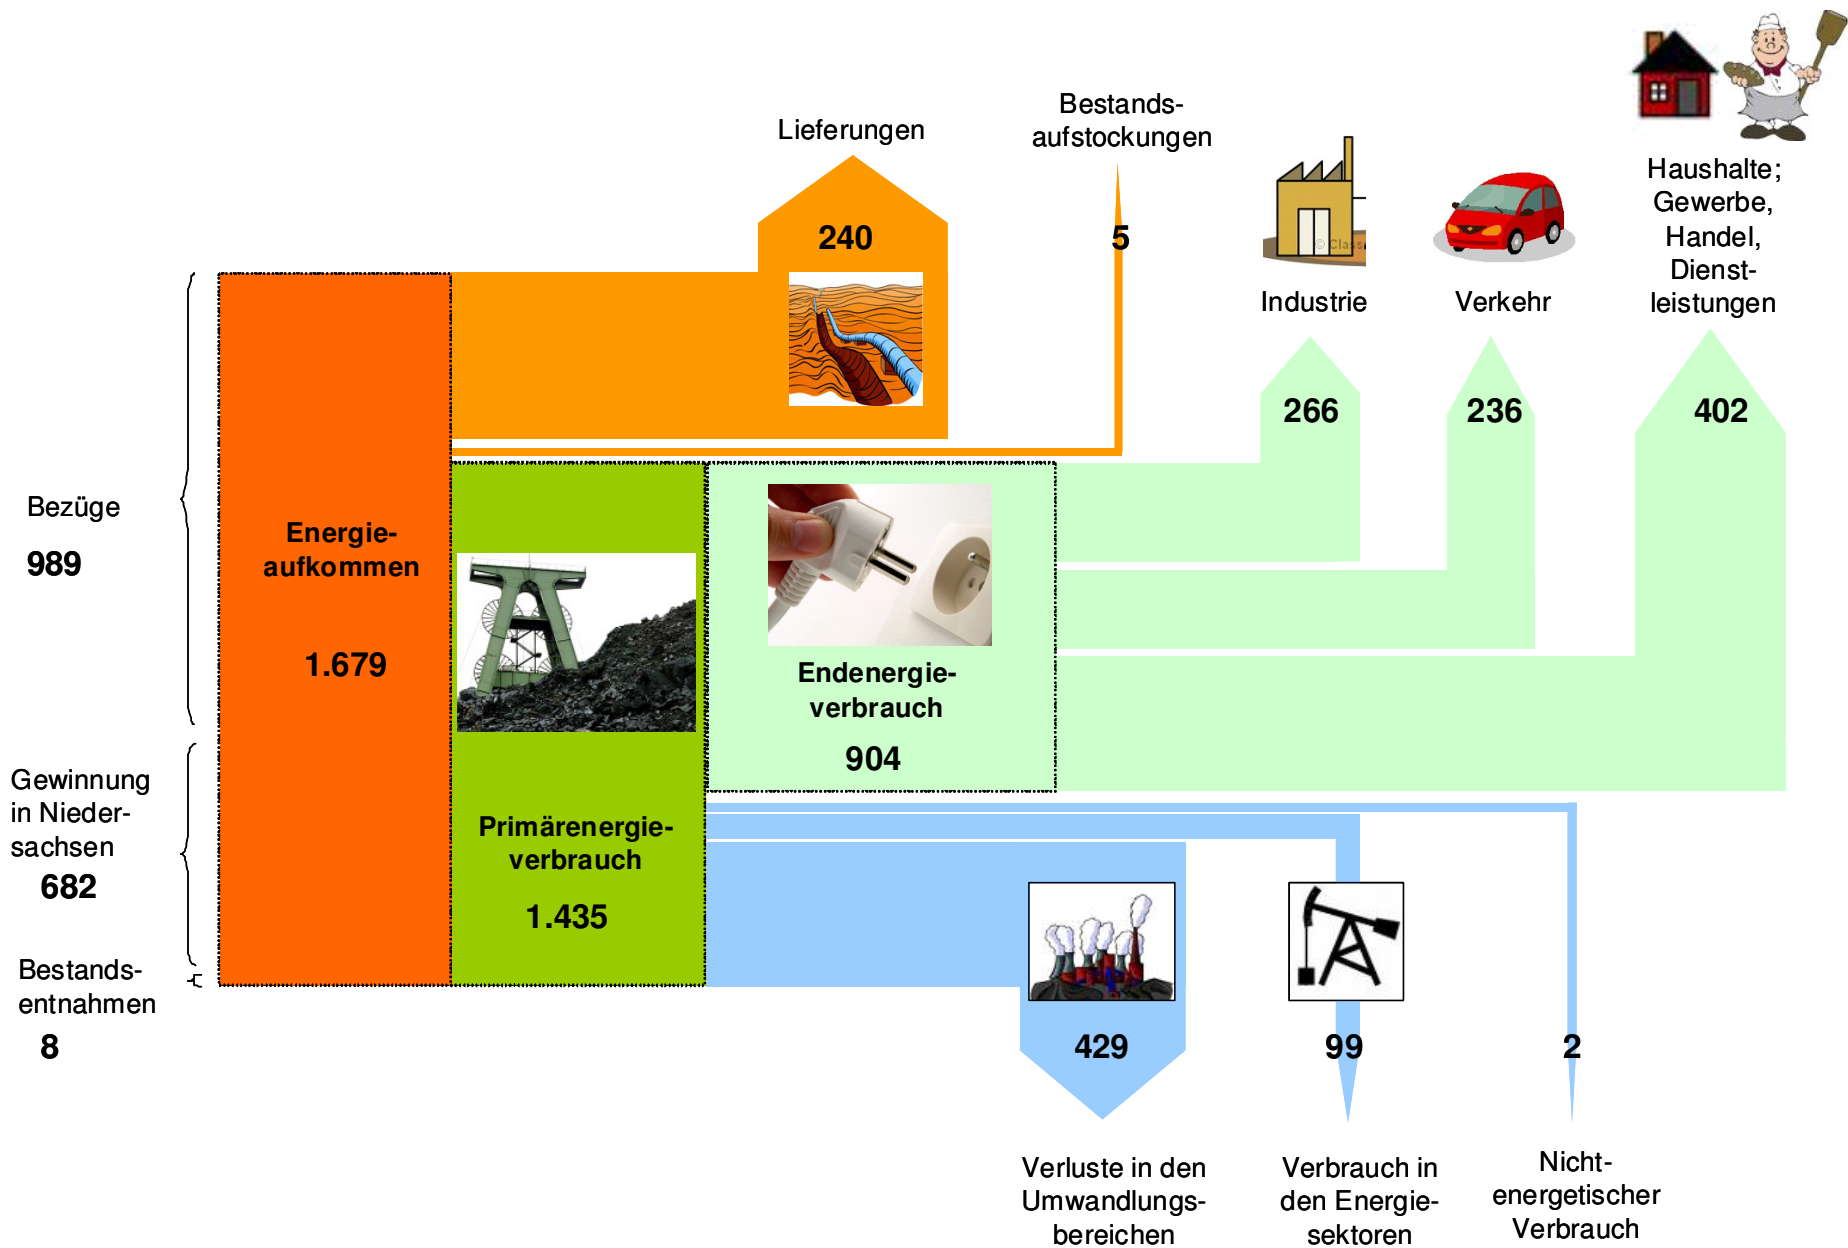 Lieferungen
240
Bestands-
aufstockungen
5
Industrie
266
Verkehr
236
Haushalte;
Gewerbe,
Handel,
Dienst-
leistungen
402
Bezüge
989
Gewinnung
in Nieder-
sachsen
682
Bestands-
entnahmen
8
Energie-
aufkommen
1.679
Primärenergie-
verbrauch
1.435
Endenergie-
verbrauch
904
429
Verluste in den
Umwandlungs-
bereichen
99
Verbrauch in
den Energie-
sektoren
2
Nicht-
energetischer
Verbrauch